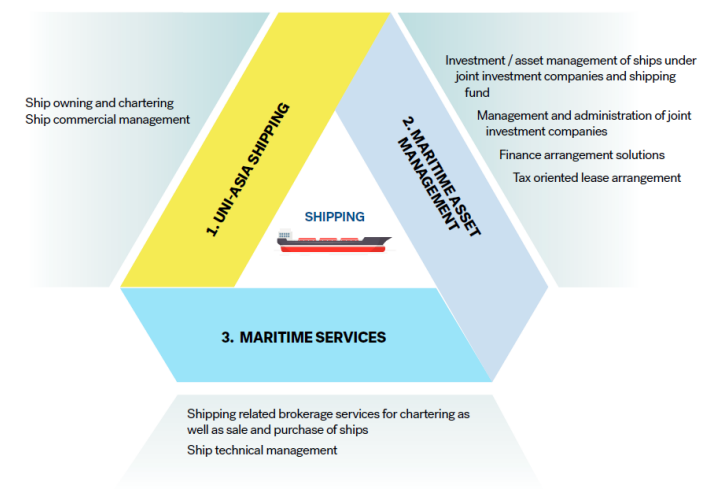 Ship owning and chartering
Ship commercial management
1. UNI-ASIA SHIPPING
Investment / asset management of ships under
joint investment companies and shipping
fund
Management and administration of joint
investment companies
Finance arrangement solutions
Tax oriented lease arrangement
2. MARITIME ASSET
MANAGEMENT
SHIPPING
3. MARITIME SERVICES
Shipping related brokerage services for chartering as
well as sale and purchase of ships
Ship technical management